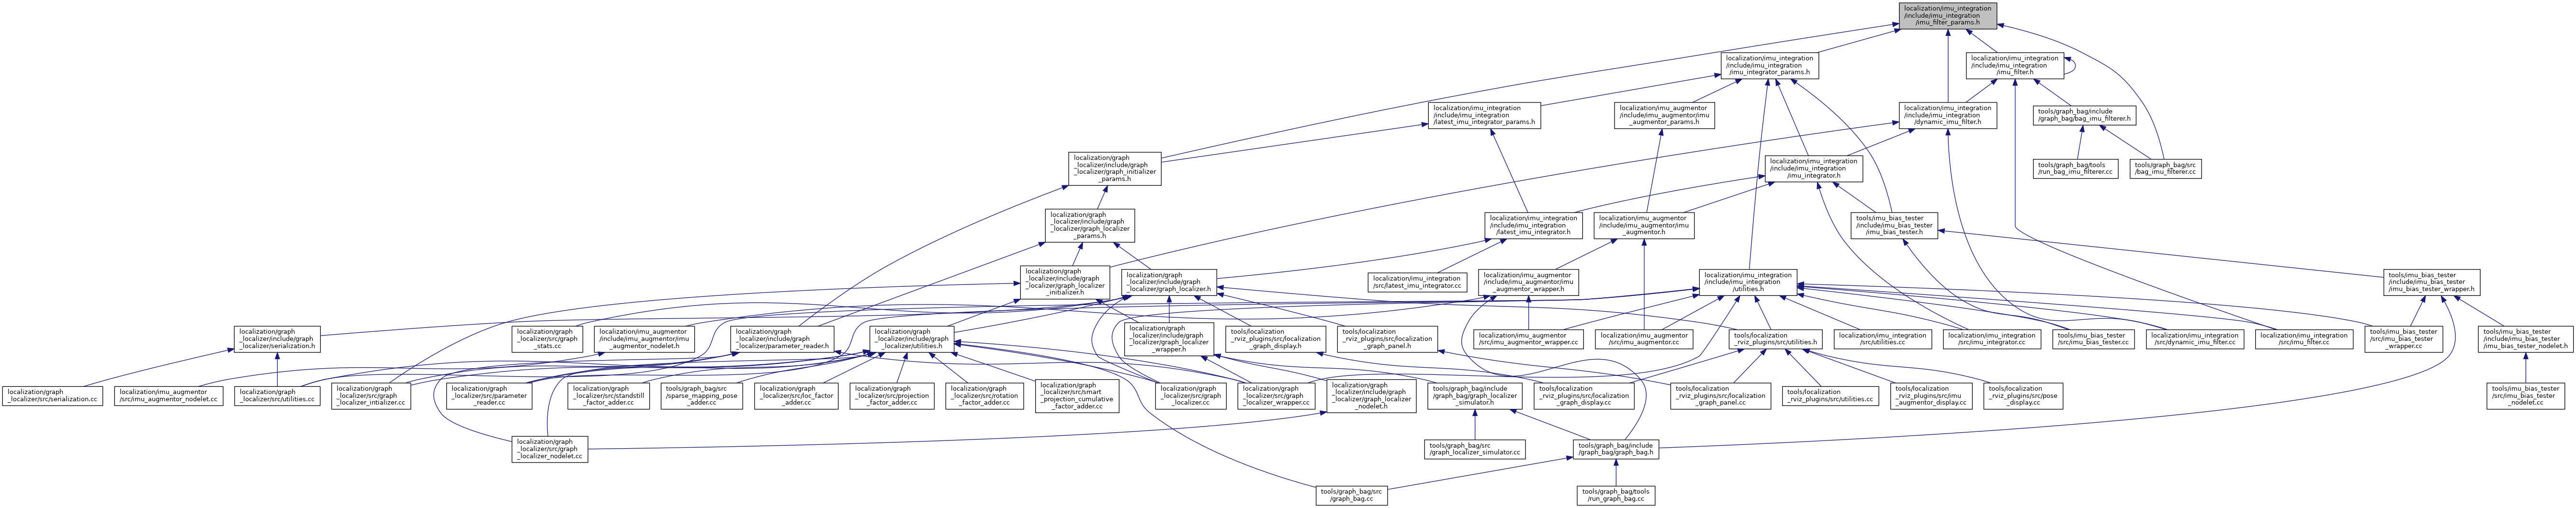 localization/imu_integration
/include/imu_integration
/imu_filter_params.h
localization/imu_integration
/include/imu_integration
/imu_integrator_params.h
localization/imu_integration
/include/imu_integration
/imu_filter.h
localization/imu_integration
/include/imu_integration
/latest_imu_integrator_params.h
localization/imu_augmentor
/include/imu_augmentor/imu
_augmentor_params.h
localization/imu_integration
/include/imu_integration
/dynamic_imu_filter.h
tools/graph_bag/include
/graph_bag/bag_imu_filterer.h
localization/graph
_localizer/include/graph
_localizer/graph_initializer
_params.h
localization/imu_integration
/include/imu_integration
/imu_integrator.h
tools/graph_bag/tools
/run_bag_imu_filterer.cc
tools/graph_bag/src
/bag_imu_filterer.cc
localization/graph
_localizer/include/graph
_localizer/graph_localizer
_params.h
localization/imu_integration
/include/imu_integration
/latest_imu_integrator.h
localization/imu_augmentor
/include/imu_augmentor/imu
_augmentor.h
tools/imu_bias_tester
/include/imu_bias_tester
/imu_bias_tester.h
localization/graph
_localizer/include/graph
_localizer/graph_localizer
_initializer.h
localization/graph
_localizer/include/graph
_localizer/graph_localizer.h
localization/imu_integration
/src/latest_imu_integrator.cc
localization/imu_augmentor
/include/imu_augmentor/imu
_augmentor_wrapper.h
localization/imu_integration
/include/imu_integration
/utilities.h
tools/imu_bias_tester
/include/imu_bias_tester
/imu_bias_tester_wrapper.h
localization/graph
_localizer/include/graph
_localizer/serialization.h
localization/graph
_localizer/src/graph
_stats.cc
localization/imu_augmentor
/include/imu_augmentor/imu
_augmentor_nodelet.h
localization/graph
_localizer/include/graph
_localizer/parameter_reader.h
localization/graph
_localizer/include/graph
_localizer/utilities.h
localization/graph
_localizer/include/graph
_localizer/graph_localizer
_wrapper.h
tools/localization
_rviz_plugins/src/localization
_graph_display.h
tools/localization
_rviz_plugins/src/localization
_graph_panel.h
localization/imu_augmentor
/src/imu_augmentor_wrapper.cc
localization/imu_augmentor
/src/imu_augmentor.cc
tools/localization
_rviz_plugins/src/utilities.h
localization/imu_integration
/src/utilities.cc
localization/imu_integration
/src/imu_integrator.cc
tools/imu_bias_tester
/src/imu_bias_tester.cc
localization/imu_integration
/src/dynamic_imu_filter.cc
localization/imu_integration
/src/imu_filter.cc
tools/imu_bias_tester
/src/imu_bias_tester
_wrapper.cc
tools/imu_bias_tester
/include/imu_bias_tester
/imu_bias_tester_nodelet.h
localization/graph
_localizer/src/serialization.cc
localization/imu_augmentor
/src/imu_augmentor_nodelet.cc
localization/graph
_localizer/src/utilities.cc
localization/graph
_localizer/src/graph
_localizer_intializer.cc
localization/graph
_localizer/src/parameter
_reader.cc
localization/graph
_localizer/src/standstill
_factor_adder.cc
tools/graph_bag/src
/sparse_mapping_pose
_adder.cc
localization/graph
_localizer/src/loc_factor
_adder.cc
localization/graph
_localizer/src/projection
_factor_adder.cc
localization/graph
_localizer/src/rotation
_factor_adder.cc
localization/graph
_localizer/src/smart
_projection_cumulative
_factor_adder.cc
localization/graph
_localizer/src/graph
_localizer.cc
localization/graph
_localizer/src/graph
_localizer_wrapper.cc
localization/graph
_localizer/include/graph
_localizer/graph_localizer
_nodelet.h
tools/graph_bag/include
/graph_bag/graph_localizer
_simulator.h
tools/localization
_rviz_plugins/src/localization
_graph_display.cc
tools/localization
_rviz_plugins/src/localization
_graph_panel.cc
tools/localization
_rviz_plugins/src/utilities.cc
tools/localization
_rviz_plugins/src/imu
_augmentor_display.cc
tools/localization
_rviz_plugins/src/pose
_display.cc
tools/imu_bias_tester
/src/imu_bias_tester
_nodelet.cc
localization/graph
_localizer/src/graph
_localizer_nodelet.cc
tools/graph_bag/src
/graph_localizer_simulator.cc
tools/graph_bag/include
/graph_bag/graph_bag.h
tools/graph_bag/src
/graph_bag.cc
tools/graph_bag/tools
/run_graph_bag.cc